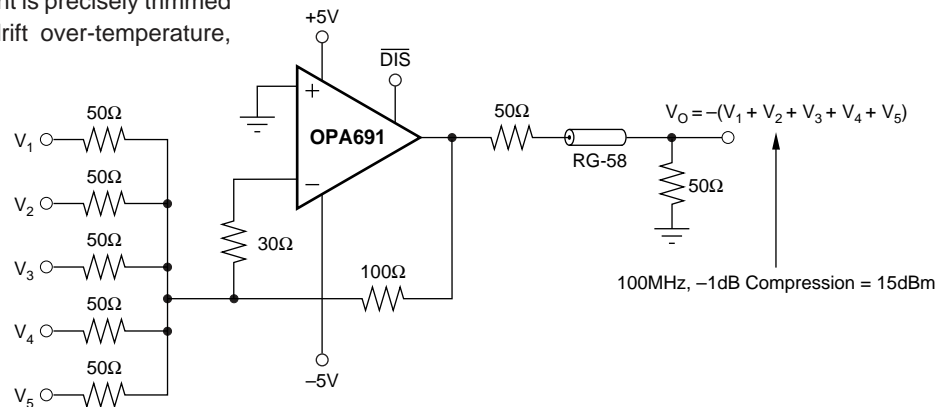 nt is precisely trimmed
drift over-temperature,
+5V
DIS
50Ω
V1
+
OPA691
–
50Ω
RG-58
VO = –(V1 + V2 + V3 + V4 + V5)
50Ω
50Ω
V2
50Ω
V3
30Ω
100Ω
100MHz, –1dB Compression = 15dBm
50Ω
V4
50Ω
V5
–5V